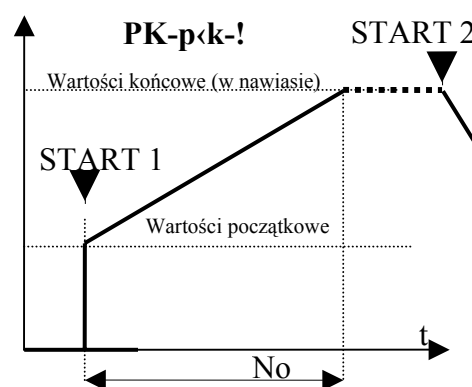 PK-p‹k-!
START 2
Wartości końcowe (w nawiasie)
START 1
Wartości początkowe
t
No